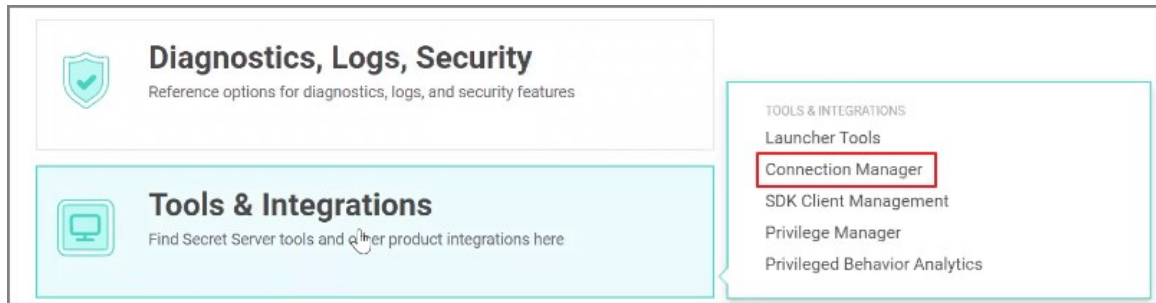 Diagnostics, Logs, Security
Reference options for diagnostics, logs, and security features
Tools & Integrations
Find Secret Server tools and other product integrations here
TOOLS & INTEGRATIONS
Launcher Tools
Connection Manager
SDK Client Management
Privilege Manager
Privileged Behavior Analytics